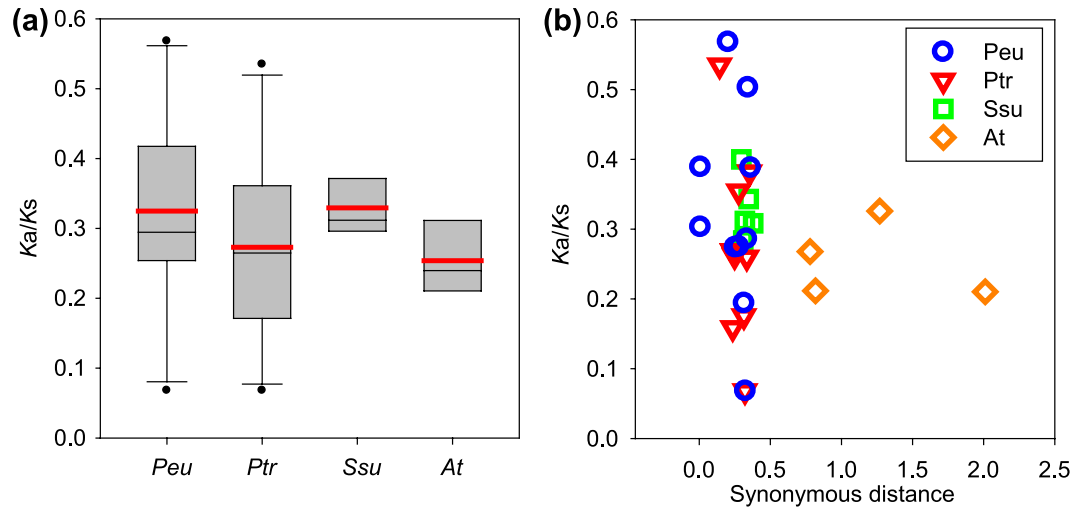 (a)
Ka/Ks
0.6
0.5
0.4
0.3
0.2
0.1
0.0
Peu Ptr Ssu At
(b)
Ka/Ks
0.6
0.5
0.4
0.3
0.2
0.1
0.0
Peu
Ptr
Ssu
At
0.0 0.5 1.0 1.5 2.0 2.5
Synonymous distance